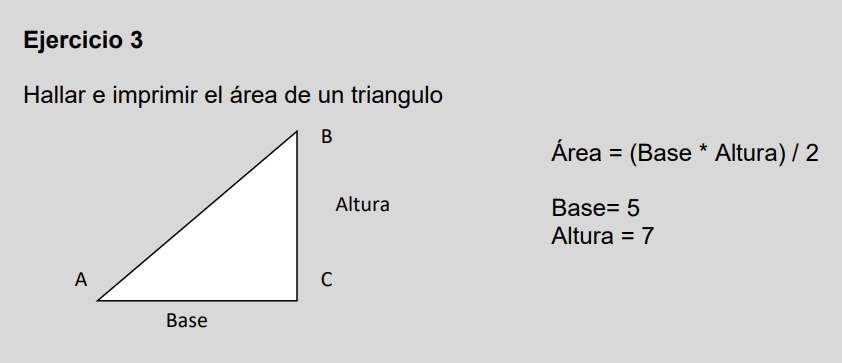 Ejercicio 3
Hallar e imprimir el área de un triangulo
B
Altura
A
C
Base
Área = (Base * Altura) / 2
Base= 5
Altura = 7